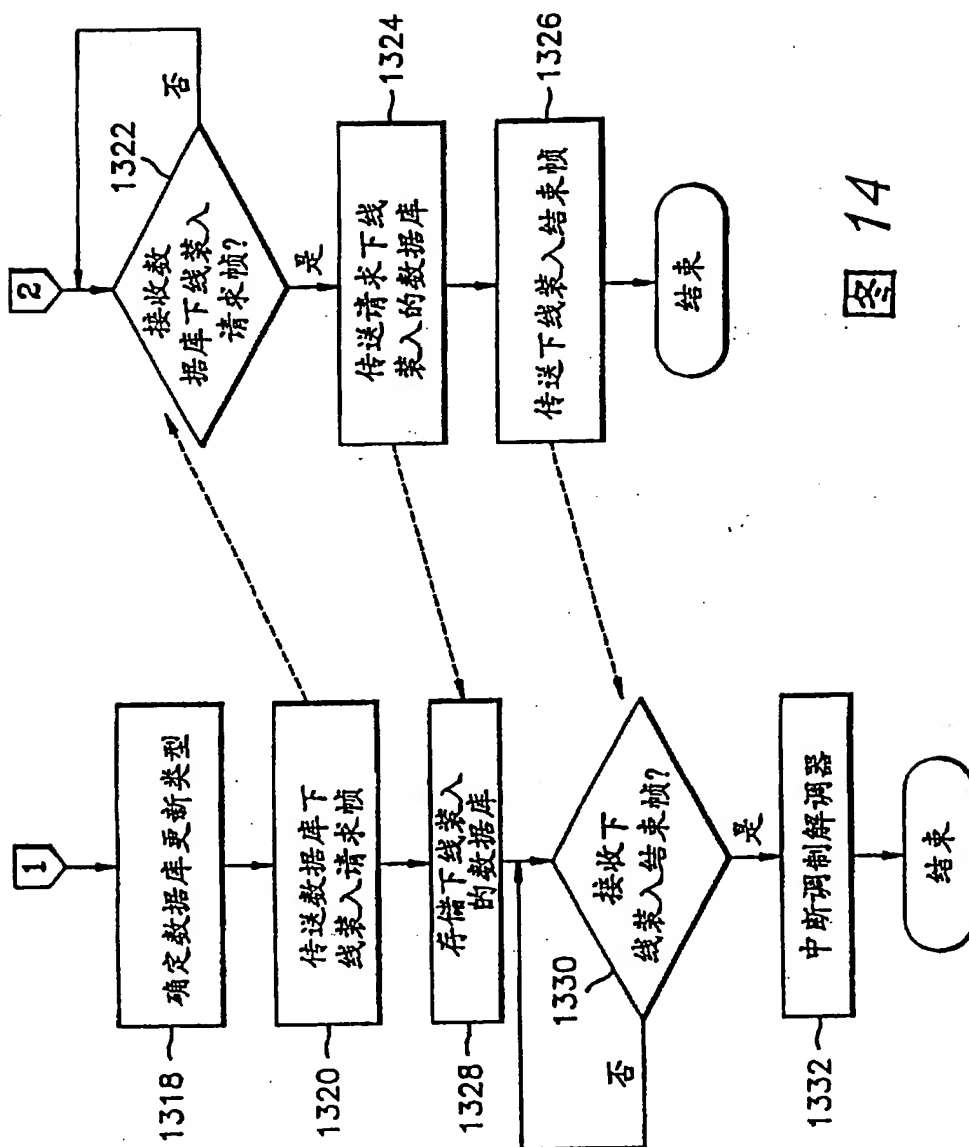 1
确定数据库更新类型
1318
传送数据库下
线装入请求帧
1320
存储下线装入
的数据库
1328
接收下
线装入结束帧?
1330
否
是
中断调制解调器
1332
结束
2
接收数
据库下线装入
请求帧?
1322
否
是
传送请求下线
装入的数据库
1324
传送下线装入结束帧
1326
结束
图 14